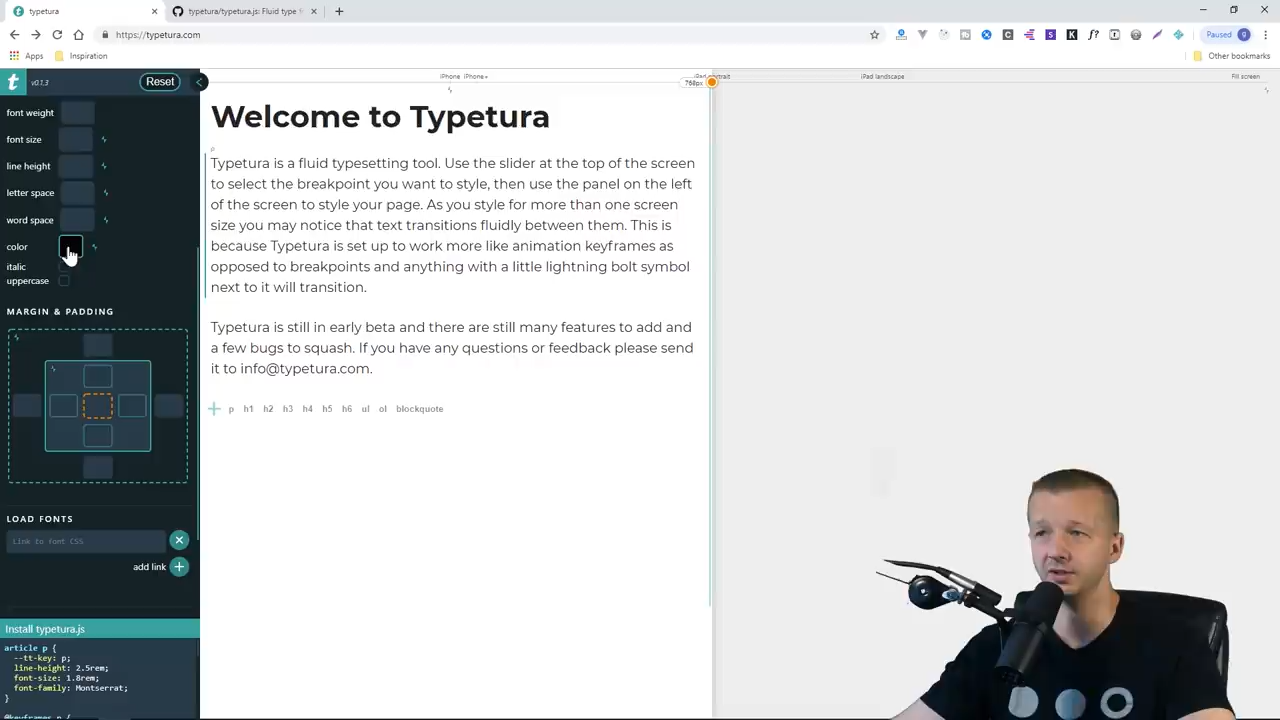 typetura
typetura/typetura.js: Fluid type
https://typetura.com
Paused
Apps
Inspiration
Other bookmarks
t
v0.1.3
Reset
iPhone
iPhone+
iPad landscape
Fill screen
768px
font weight
font size
line height
letter space
word space
color
italic
uppercase
MARGIN & PADDING
LOAD FONTS
Link to font CSS
add link
Install typetura.js
article p {
--tt-key: p;
line-height: 2.5rem;
font-size: 1.8rem;
font-family: Montserrat;
}
Welcome to Typetura
p
Typetura is a fluid typesetting tool. Use the slider at the top of the screen
to select the breakpoint you want to style, then use the panel on the left
of the screen to style your page. As you style for more than one screen
size you may notice that text transitions fluidly between them. This is
because Typetura is set up to work more like animation keyframes as
opposed to breakpoints and anything with a little lightning bolt symbol
next to it will transition.
Typetura is still in early beta and there are still many features to add and
a few bugs to squash. If you have any questions or feedback please send
it to info@typetura.com.
p h1 h2 h3 h4 h5 h6 ul ol blockquote